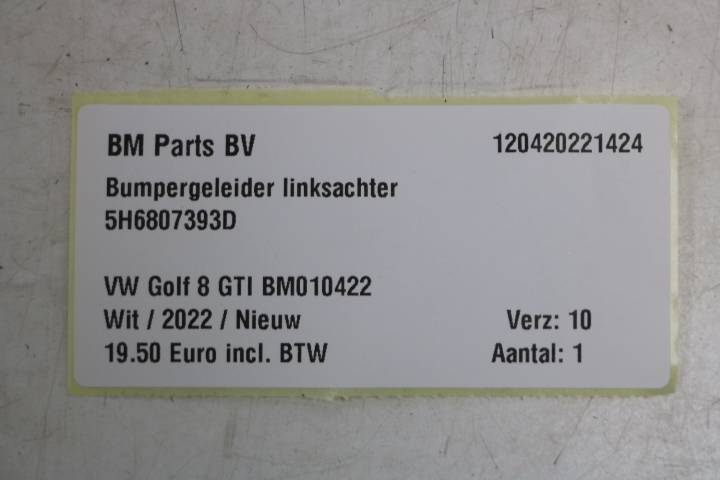 BM Parts BV 120420221424
Bumpergeleider linksachter
5H6807393D
VW Golf 8 GTI BM010422
Wit / 2022 / Nieuw Verz: 10
19.50 Euro incl. BTW Aantal: 1